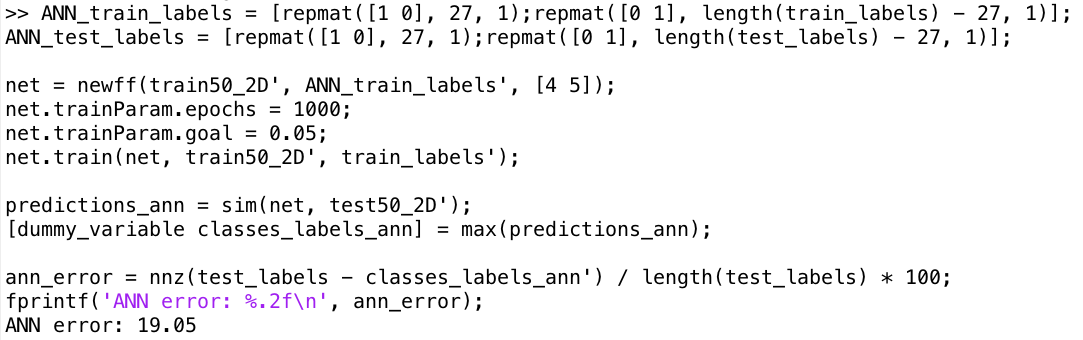 >> ANN_train_labels = [repmat([1 0], 27, 1);repmat([0 1], length(train_labels) - 27, 1)];
ANN_test_labels = [repmat([1 0], 27, 1);repmat([0 1], length(test_labels) - 27, 1)];
net = newff(train50_2D', ANN_train_labels', [4 5]);
net.trainParam.epochs = 1000;
net.trainParam.goal = 0.05;
net.train(net, train50_2D', train_labels');
predictions_ann = sim(net, test50_2D');
[dummy_variable classes_labels_ann] = max(predictions_ann);
ann_error = nnz(test_labels - classes_labels_ann') / length(test_labels) * 100;
fprintf('ANN error: %.2f\n', ann_error);
ANN error: 19.05